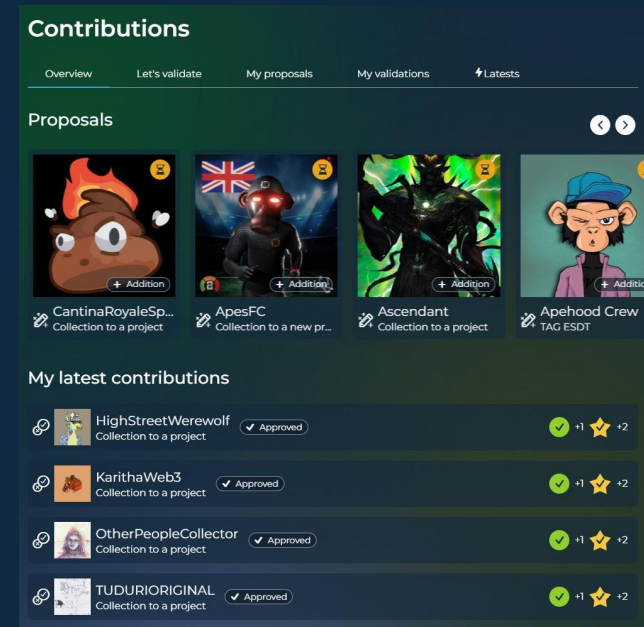 Contributions
Overview Let's validate My proposals My validations Latests
Proposals
+ Addition + Addition + Addition + Additio
CantinaRoyaleSp... ApesFC Ascendant Apehood Crew
Collection to a project Collection to a new pr... Collection to a project TAG ESDT
My latest contributions
HighStreetWerewolf Approved +1 +2
Collection to a project
KarithaWeb3 Approved +1 +2
Collection to a project
OtherPeopleCollector Approved +1 +2
Collection to a project
TUDURIORIGINAL Approved +1 +2
Collection to a project